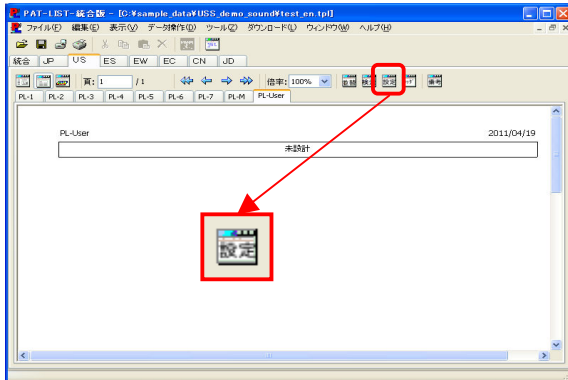 PAT-LIST-統合版 - [C:¥sample_data¥USS_demo_sound¥test_en.tpl]
ファイル(F) 編集(E) 表示(V) データ操作(D) ツール(Z) ダウンロード(L) ウィンドウ(W) ヘルプ(H)
統合 JP US ES EW EC CN JD
頁: 1 /1 倍率: 100% 設定 備考
PL-1 PL-2 PL-3 PL-4 PL-5 PL-6 PL-7 PL-M PL-User
PL-User 2011/04/19
未設計
設定